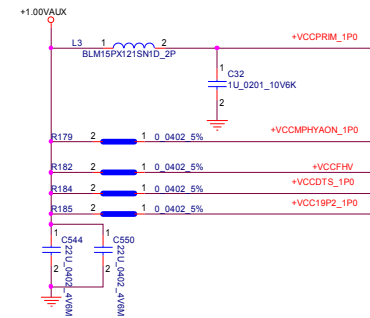 +1.00VAUX
L3 1 2 +VCCPRIM_1P0
BLM15PX121SN1D_2P
1 C32
1U_0201_10V6K
2
R179 2 1 0_0402_5% +VCCMPHYAON_1P0
R182 2 1 0_0402_5% +VCCFHV
R184 2 1 0_0402_5% +VCCDTS_1P0
R185 2 1 0_0402_5% +VCC19P2_1P0
1 C544 1 C550
22U_0402_4V6M 22U_0402_4V6M
2 2